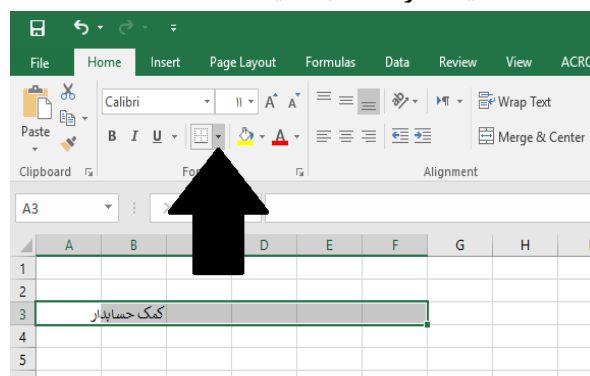 File Home Insert Page Layout Formulas Data Review View ACRO
Calibri 11 A A Wrap Text
Paste B I U A Merge & Center
Clipboard Alignment
A3
A B D E F G H
1
2
3 کمک حسابدار
4
5